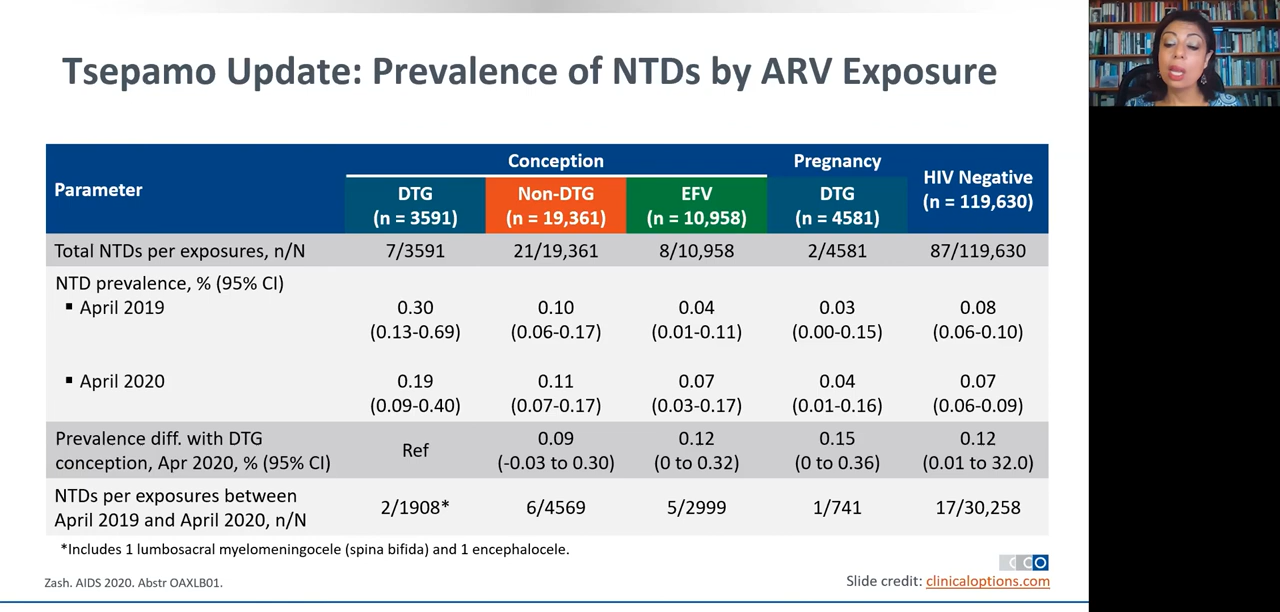 Tsepamo Update: Prevalence of NTDs by ARV Exposure
Parameter
Conception
Pregnancy
HIV Negative
(n = 119,630)
DTG
(n = 3591)
Non-DTG
(n = 19,361)
EFV
(n = 10,958)
DTG
(n = 4581)
Total NTDs per exposures, n/N 7/3591 21/19,361 8/10,958 2/4581 87/119,630
NTD prevalence, % (95% CI)
▪ April 2019 0.30 0.10 0.04 0.03 0.08
(0.13-0.69) (0.06-0.17) (0.01-0.11) (0.00-0.15) (0.06-0.10)
▪ April 2020 0.19 0.11 0.07 0.04 0.07
(0.09-0.40) (0.07-0.17) (0.03-0.17) (0.01-0.16) (0.06-0.09)
Prevalence diff. with DTG
conception, Apr 2020, % (95% CI)
Ref
0.09 0.12 0.15 0.12
(-0.03 to 0.30) (0 to 0.32) (0 to 0.36) (0.01 to 32.0)
NTDs per exposures between
April 2019 and April 2020, n/N
2/1908* 6/4569 5/2999 1/741 17/30,258
*Includes 1 lumbosacral myelomeningocele (spina bifida) and 1 encephalocele.
CCO
Zash. AIDS 2020. Abstr OAXLB01.
Slide credit: clinicaloptions.com